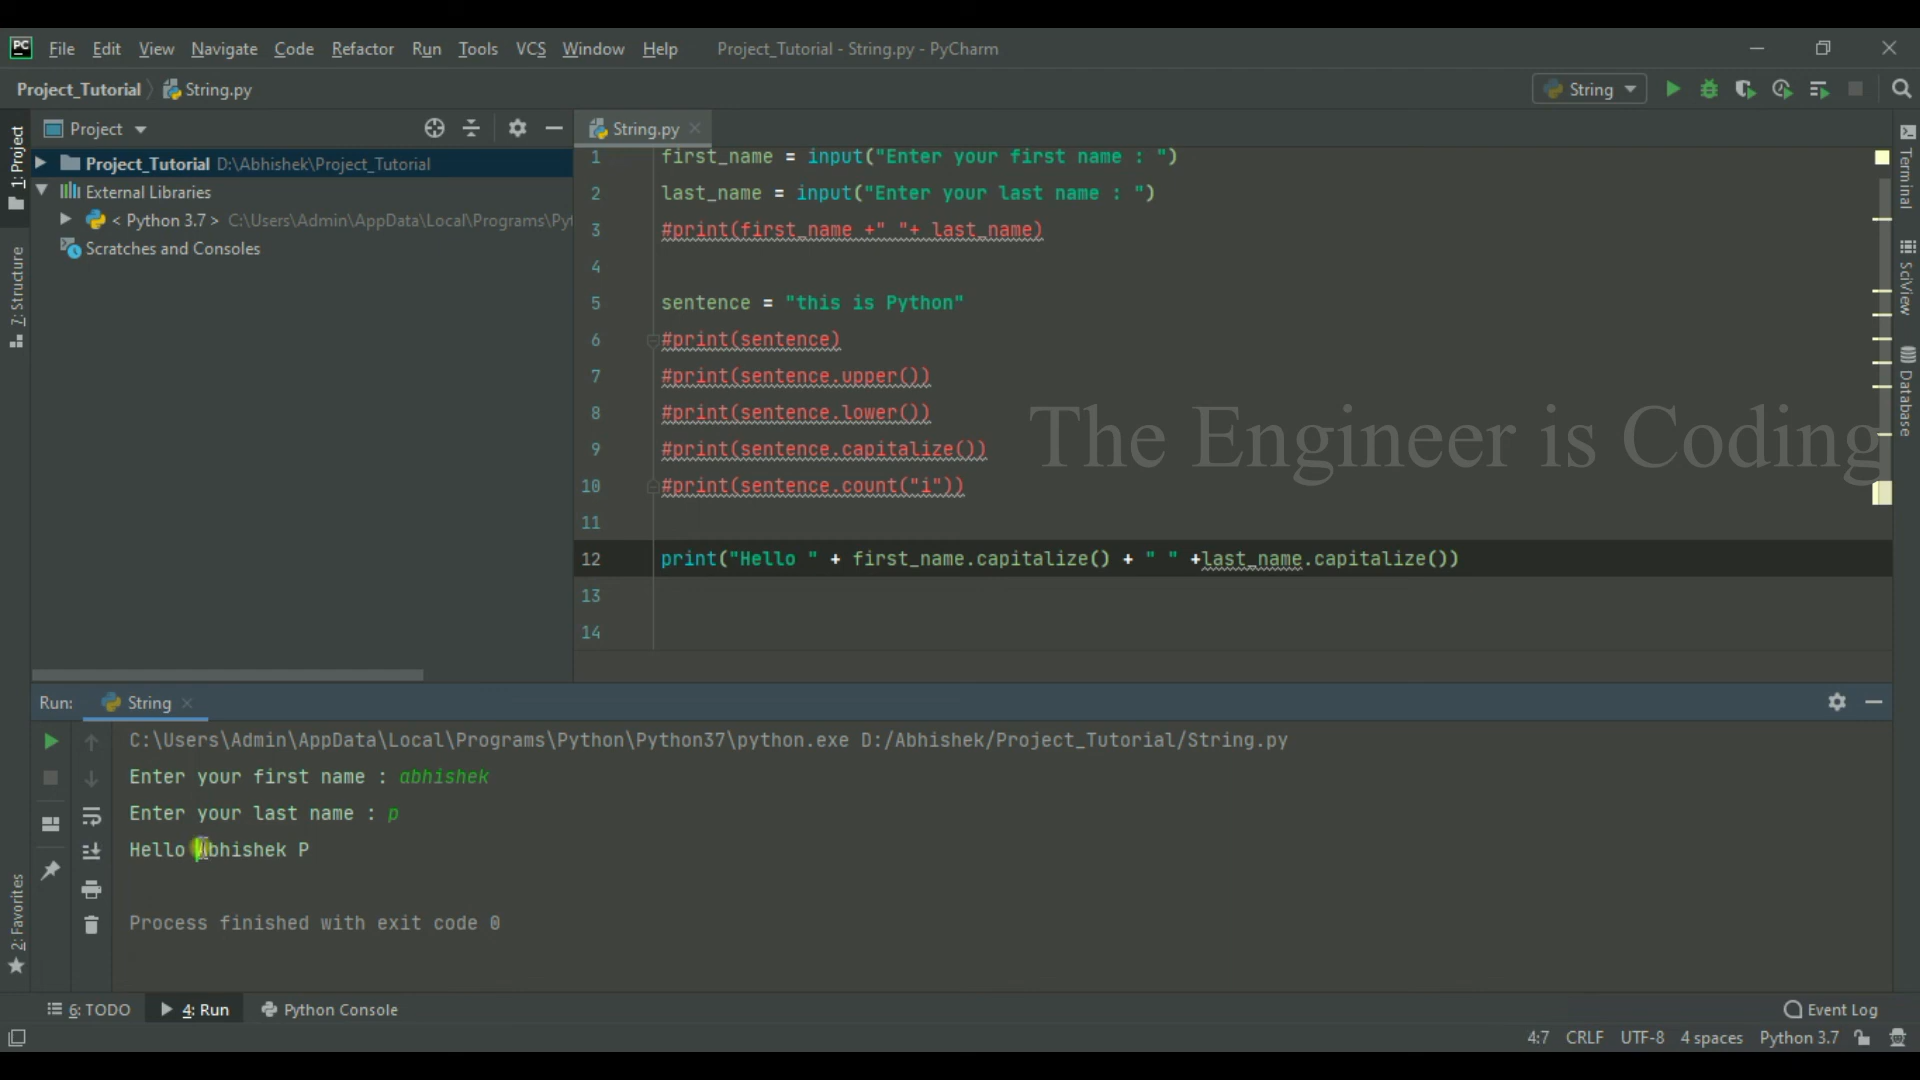 PC File Edit View Navigate Code Refactor Run Tools VCS Window Help Project_Tutorial - String.py - PyCharm
Project_Tutorial String.py String
1: Project
Project
Project_Tutorial D:\Abhishek\Project_Tutorial
External Libraries
< Python 3.7 > C:\Users\Admin\AppData\Local\Programs\Pyt
Scratches and Consoles
7: Structure
2: Favorites
String.py
1 first_name = input("Enter your first name : ")
2 last_name = input("Enter your last name : ")
3 #print(first_name +" "+ last_name)
4
5 sentence = "this is Python"
6 #print(sentence)
7 #print(sentence.upper())
8 #print(sentence.lower())
9 #print(sentence.capitalize())
10 #print(sentence.count("i"))
11
12 print("Hello " + first_name.capitalize() + " " +last_name.capitalize())
13
14
The Engineer is Coding
Terminal
SciView
Database
Run: String
C:\Users\Admin\AppData\Local\Programs\Python\Python37\python.exe D:/Abhishek/Project_Tutorial/String.py
Enter your first name : abhishek
Enter your last name : p
Hello Abhishek P
Process finished with exit code 0
6: TODO 4: Run Python Console Event Log
4:7 CRLF UTF-8 4 spaces Python 3.7